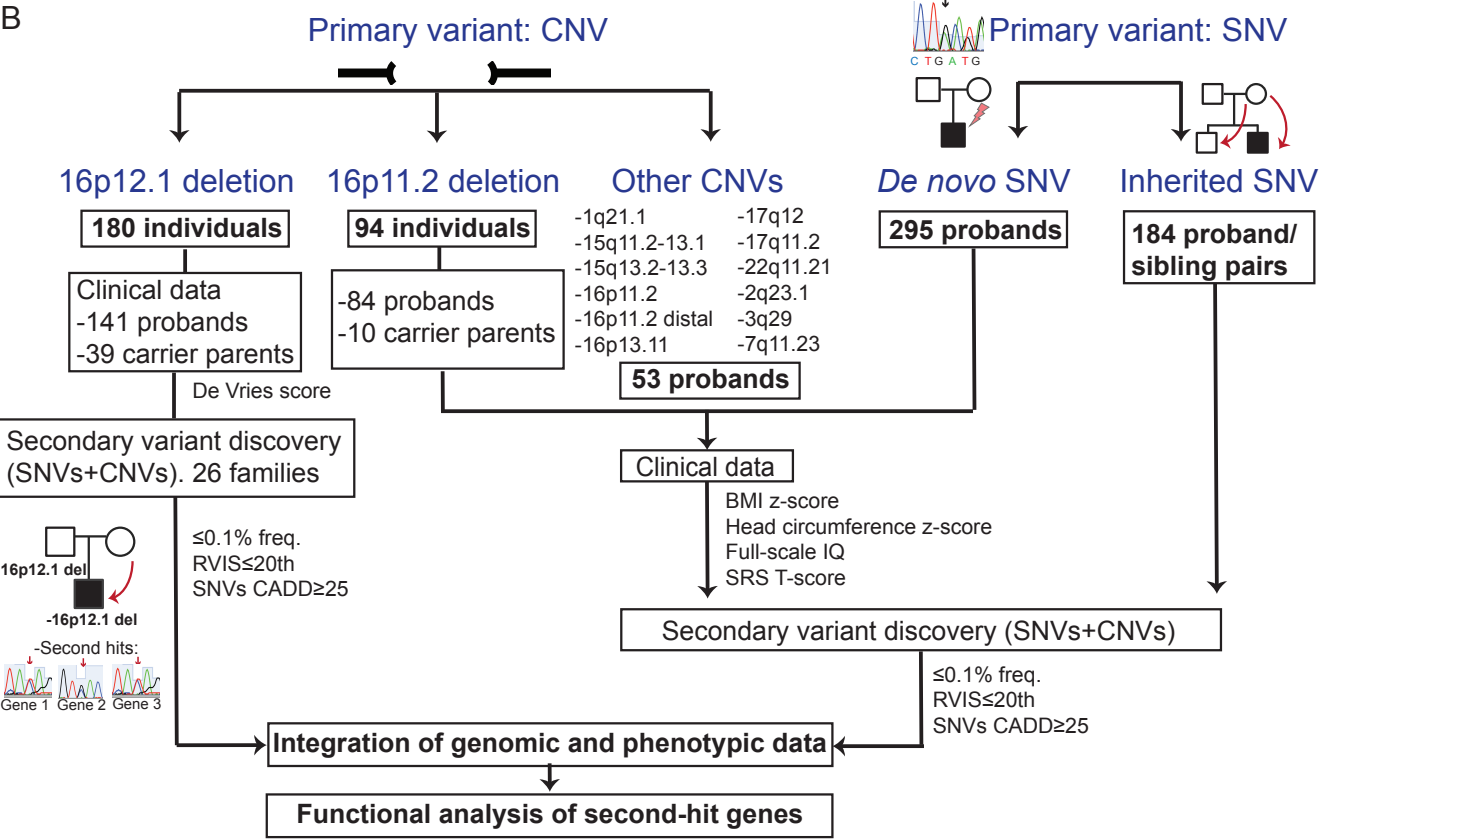 B
Primary variant: CNV
Primary variant: SNV
C T G A T G
16p12.1 deletion
180 individuals
Clinical data
-141 probands
-39 carrier parents
De Vries score
Secondary variant discovery
(SNVs+CNVs). 26 families
≤0.1% freq.
RVIS≤20th
SNVs CADD≥25
16p12.1 del
-16p12.1 del
-Second hits:
Gene 1 Gene 2 Gene 3
16p11.2 deletion
94 individuals
-84 probands
-10 carrier parents
Other CNVs
-1q21.1
-15q11.2-13.1
-15q13.2-13.3
-16p11.2
-16p11.2 distal
-16p13.11
-17q12
-17q11.2
-22q11.21
-2q23.1
-3q29
-7q11.23
53 probands
De novo SNV
295 probands
Inherited SNV
184 proband/
sibling pairs
Clinical data
BMI z-score
Head circumference z-score
Full-scale IQ
SRS T-score
Secondary variant discovery (SNVs+CNVs)
≤0.1% freq.
RVIS≤20th
SNVs CADD≥25
Integration of genomic and phenotypic data
Functional analysis of second-hit genes